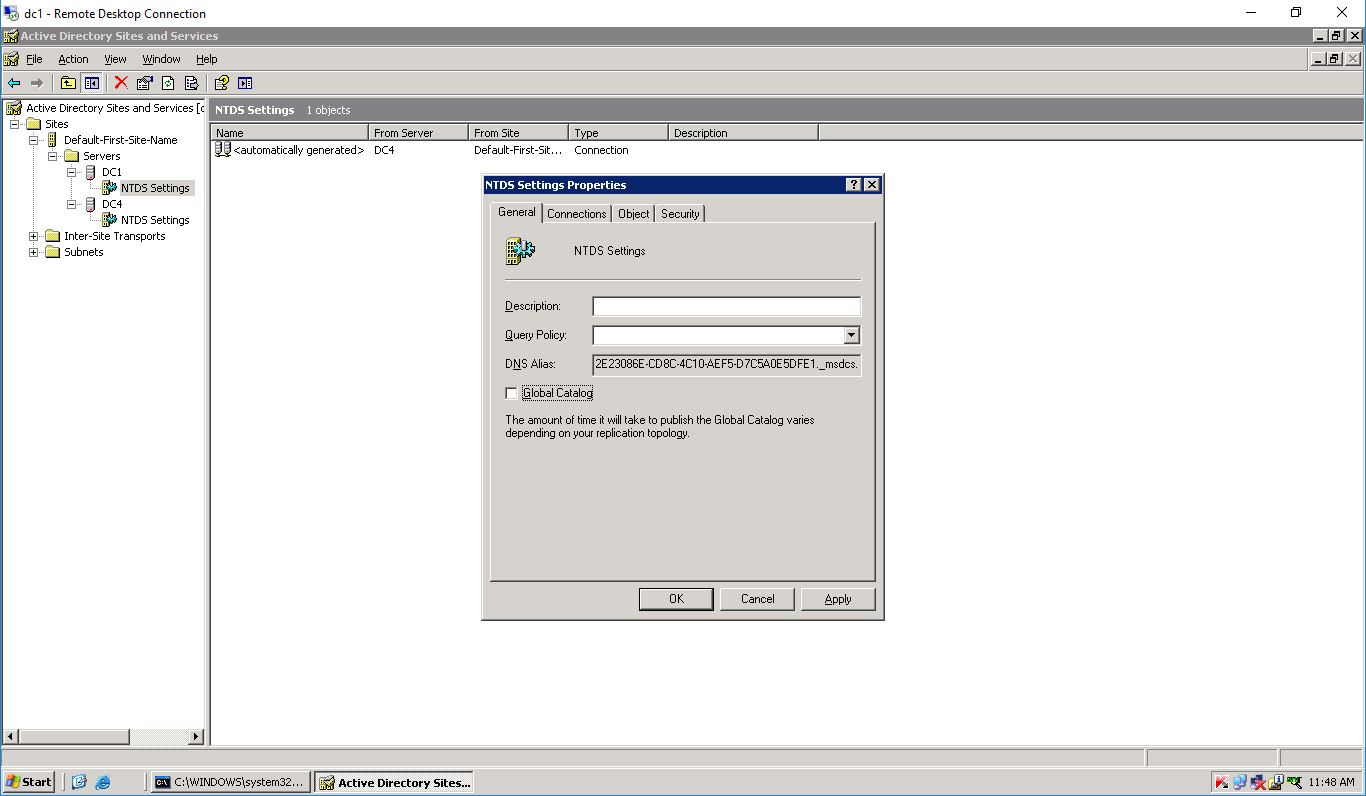 dc1 - Remote Desktop Connection
Active Directory Sites and Services
File Action View Window Help
Active Directory Sites and Services [c
Sites
Default-First-Site-Name
Servers
DC1
NTDS Settings
DC4
NTDS Settings
Inter-Site Transports
Subnets
NTDS Settings 1 objects
Name From Server From Site Type Description
<automatically generated> DC4 Default-First-Sit... Connection
NTDS Settings Properties
General Connections Object Security
NTDS Settings
Description:
Query Policy:
DNS Alias: 2E23086E-CD8C-4C10-AEF5-D7C5A0E5DFE1._msdcs.
Global Catalog
The amount of time it will take to publish the Global Catalog varies
depending on your replication topology.
OK Cancel Apply
Start C:\WINDOWS\system32... Active Directory Sites... 11:48 AM